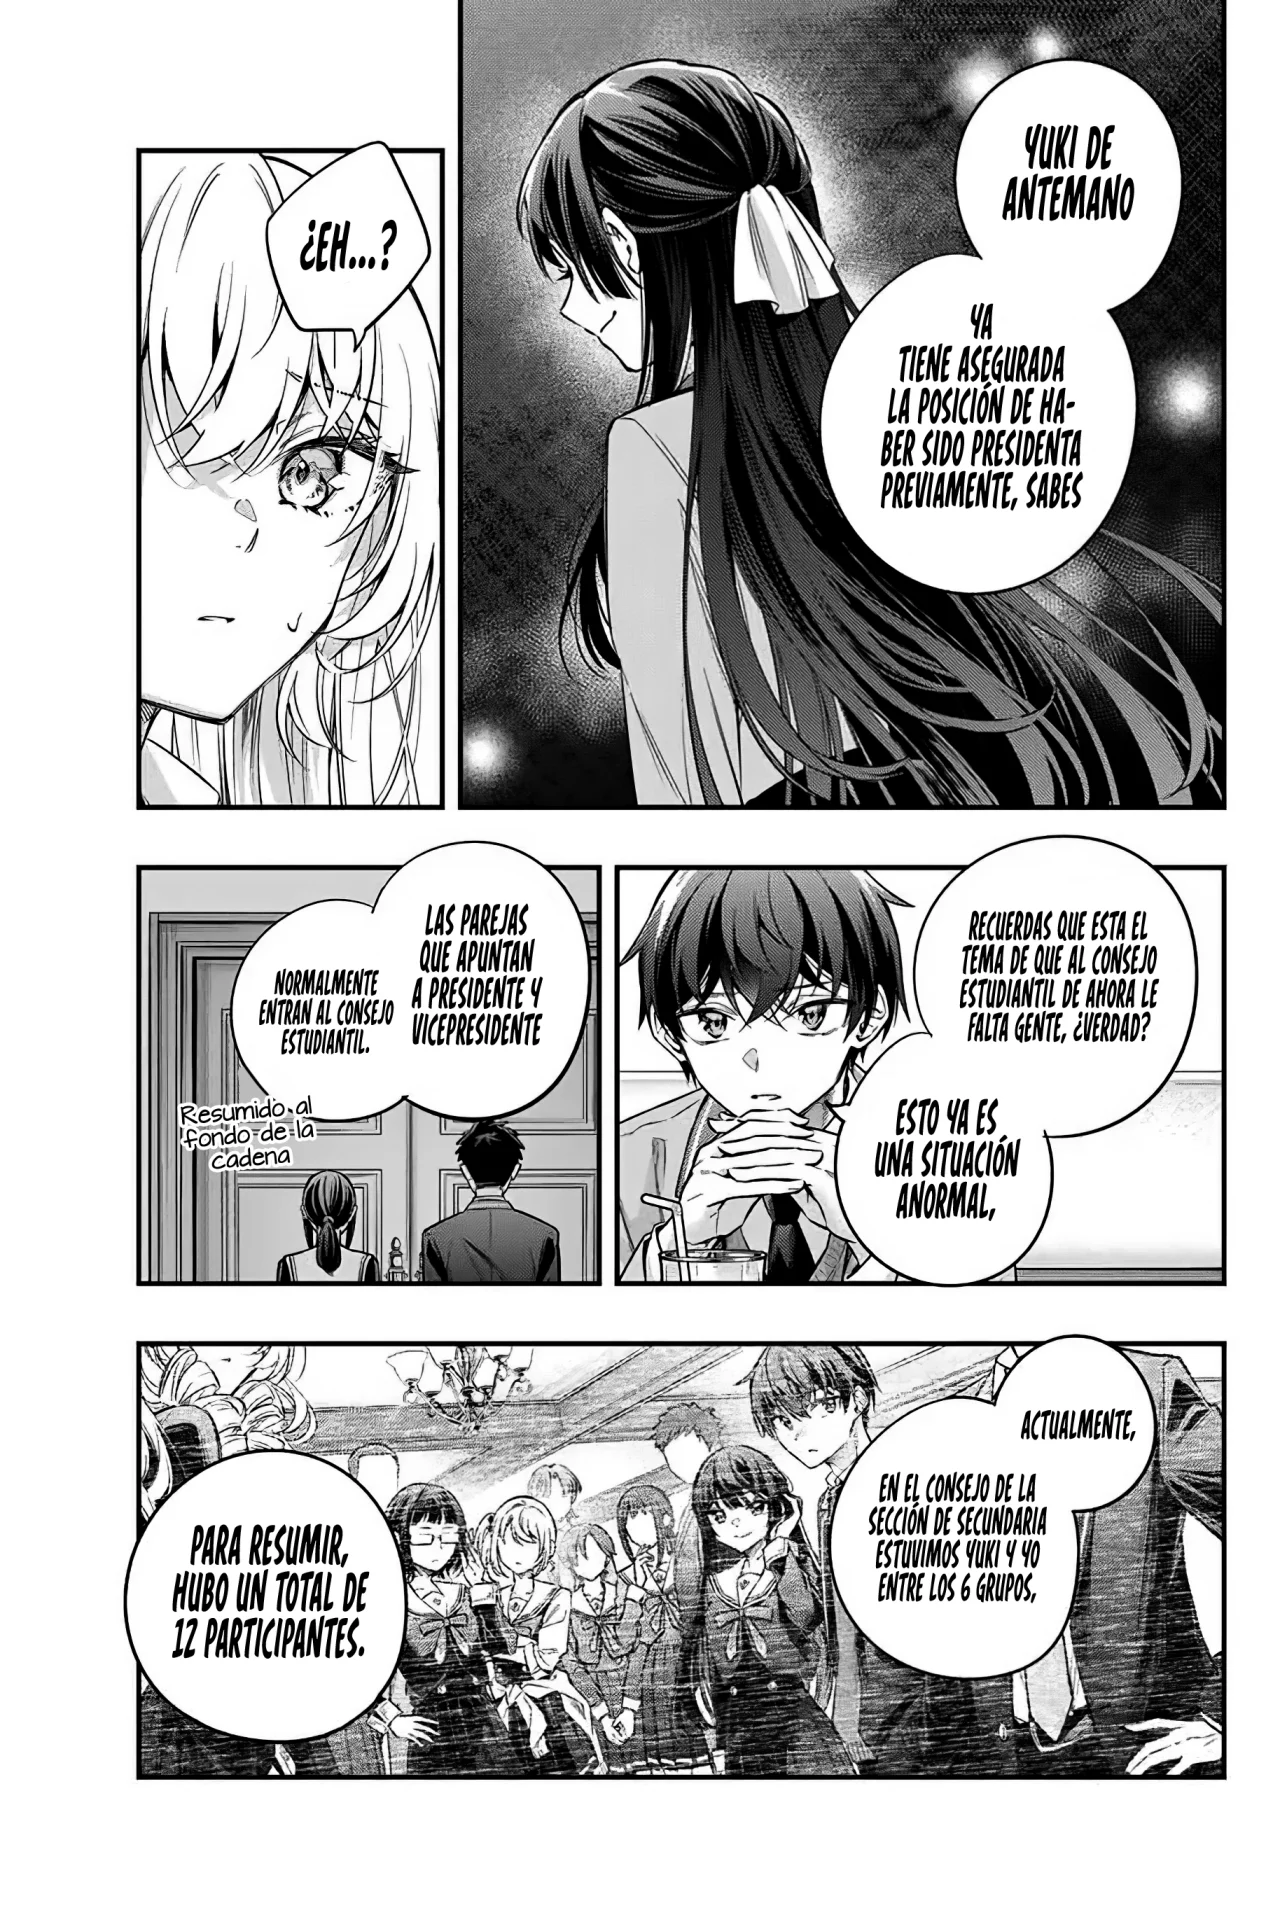 YUKI DE
ANTEMANO
YA
TIENE ASEGURADA
LA POSICIÓN DE HA-
BER SIDO PRESIDENTA
PREVIAMENTE, SABES
¿EH...?
RECUERDAS QUE ESTA EL
TEMA DE QUE AL CONSEJO
ESTUDIANTIL DE AHORA LE
FALTA GENTE, ¿VERDAD?
ESTO YA ES
UNA SITUACIÓN
ANORMAL,
LAS PAREJAS
QUE APUNTAN
A PRESIDENTE Y
VICEPRESIDENTE
NORMALMENTE
ENTRAN AL CONSEJO
ESTUDIANTIL.
Resumido al
fondo de la
cadena
ACTUALMENTE,
EN EL CONSEJO DE LA
SECCIÓN DE SECUNDARIA
ESTUVIMOS YUKI Y YO
ENTRE LOS 6 GRUPOS,
PARA RESUMIR,
HUBO UN TOTAL DE
12 PARTICIPANTES.